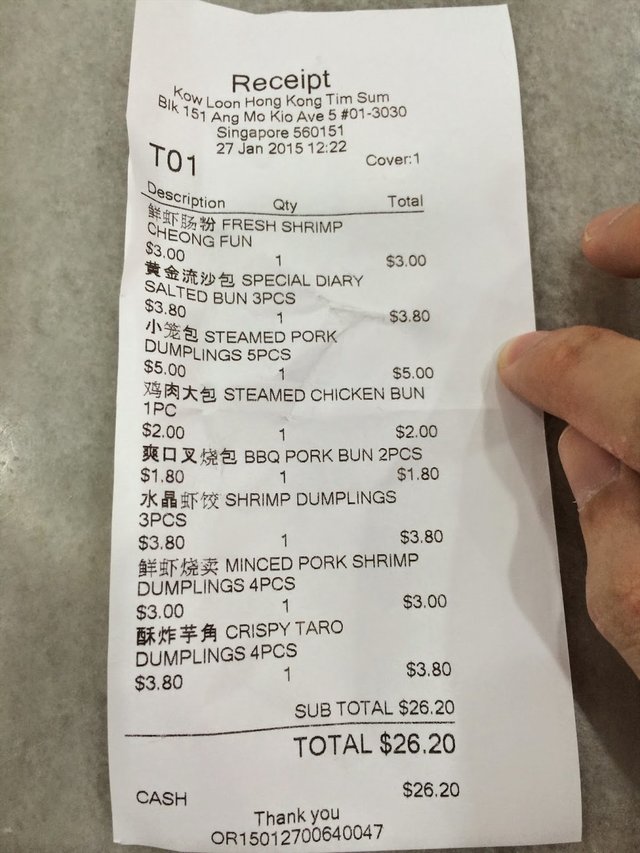 Receipt
Kow Loon Hong Kong Tim Sum
Blk 151 Ang Mo Kio Ave 5 #01-3030
Singapore 560151
27 Jan 2015 12:22
T01 Cover:1
Description Qty Total
鲜虾肠粉 FRESH SHRIMP
CHEONG FUN
$3.00 1 $3.00
黄金流沙包 SPECIAL DIARY
SALTED BUN 3PCS
$3.80 1 $3.80
小笼包 STEAMED PORK
DUMPLINGS 5PCS
$5.00 1 $5.00
鸡肉大包 STEAMED CHICKEN BUN
1PC
$2.00 1 $2.00
爽口叉烧包 BBQ PORK BUN 2PCS
$1.80 1 $1.80
水晶虾饺 SHRIMP DUMPLINGS
3PCS
$3.80 1 $3.80
鲜虾烧卖 MINCED PORK SHRIMP
DUMPLINGS 4PCS
$3.00 1 $3.00
酥炸芋角 CRISPY TARO
DUMPLINGS 4PCS
$3.80 1 $3.80
SUB TOTAL $26.20
TOTAL $26.20
CASH $26.20
Thank you
OR15012700640047